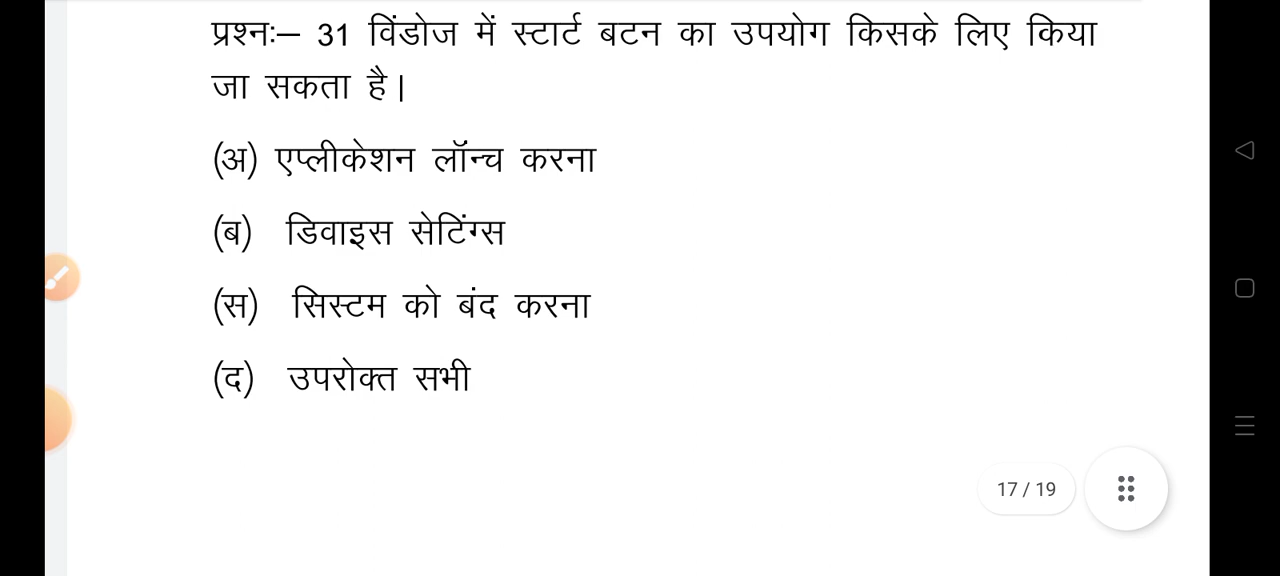 प्रश्नः– 31 विंडोज में स्टार्ट बटन का उपयोग किसके लिए किया
जा सकता है।
(अ) एप्लीकेशन लॉन्च करना
(ब) डिवाइस सेटिंग्स
(स) सिस्टम को बंद करना
(द) उपरोक्त सभी
17 / 19